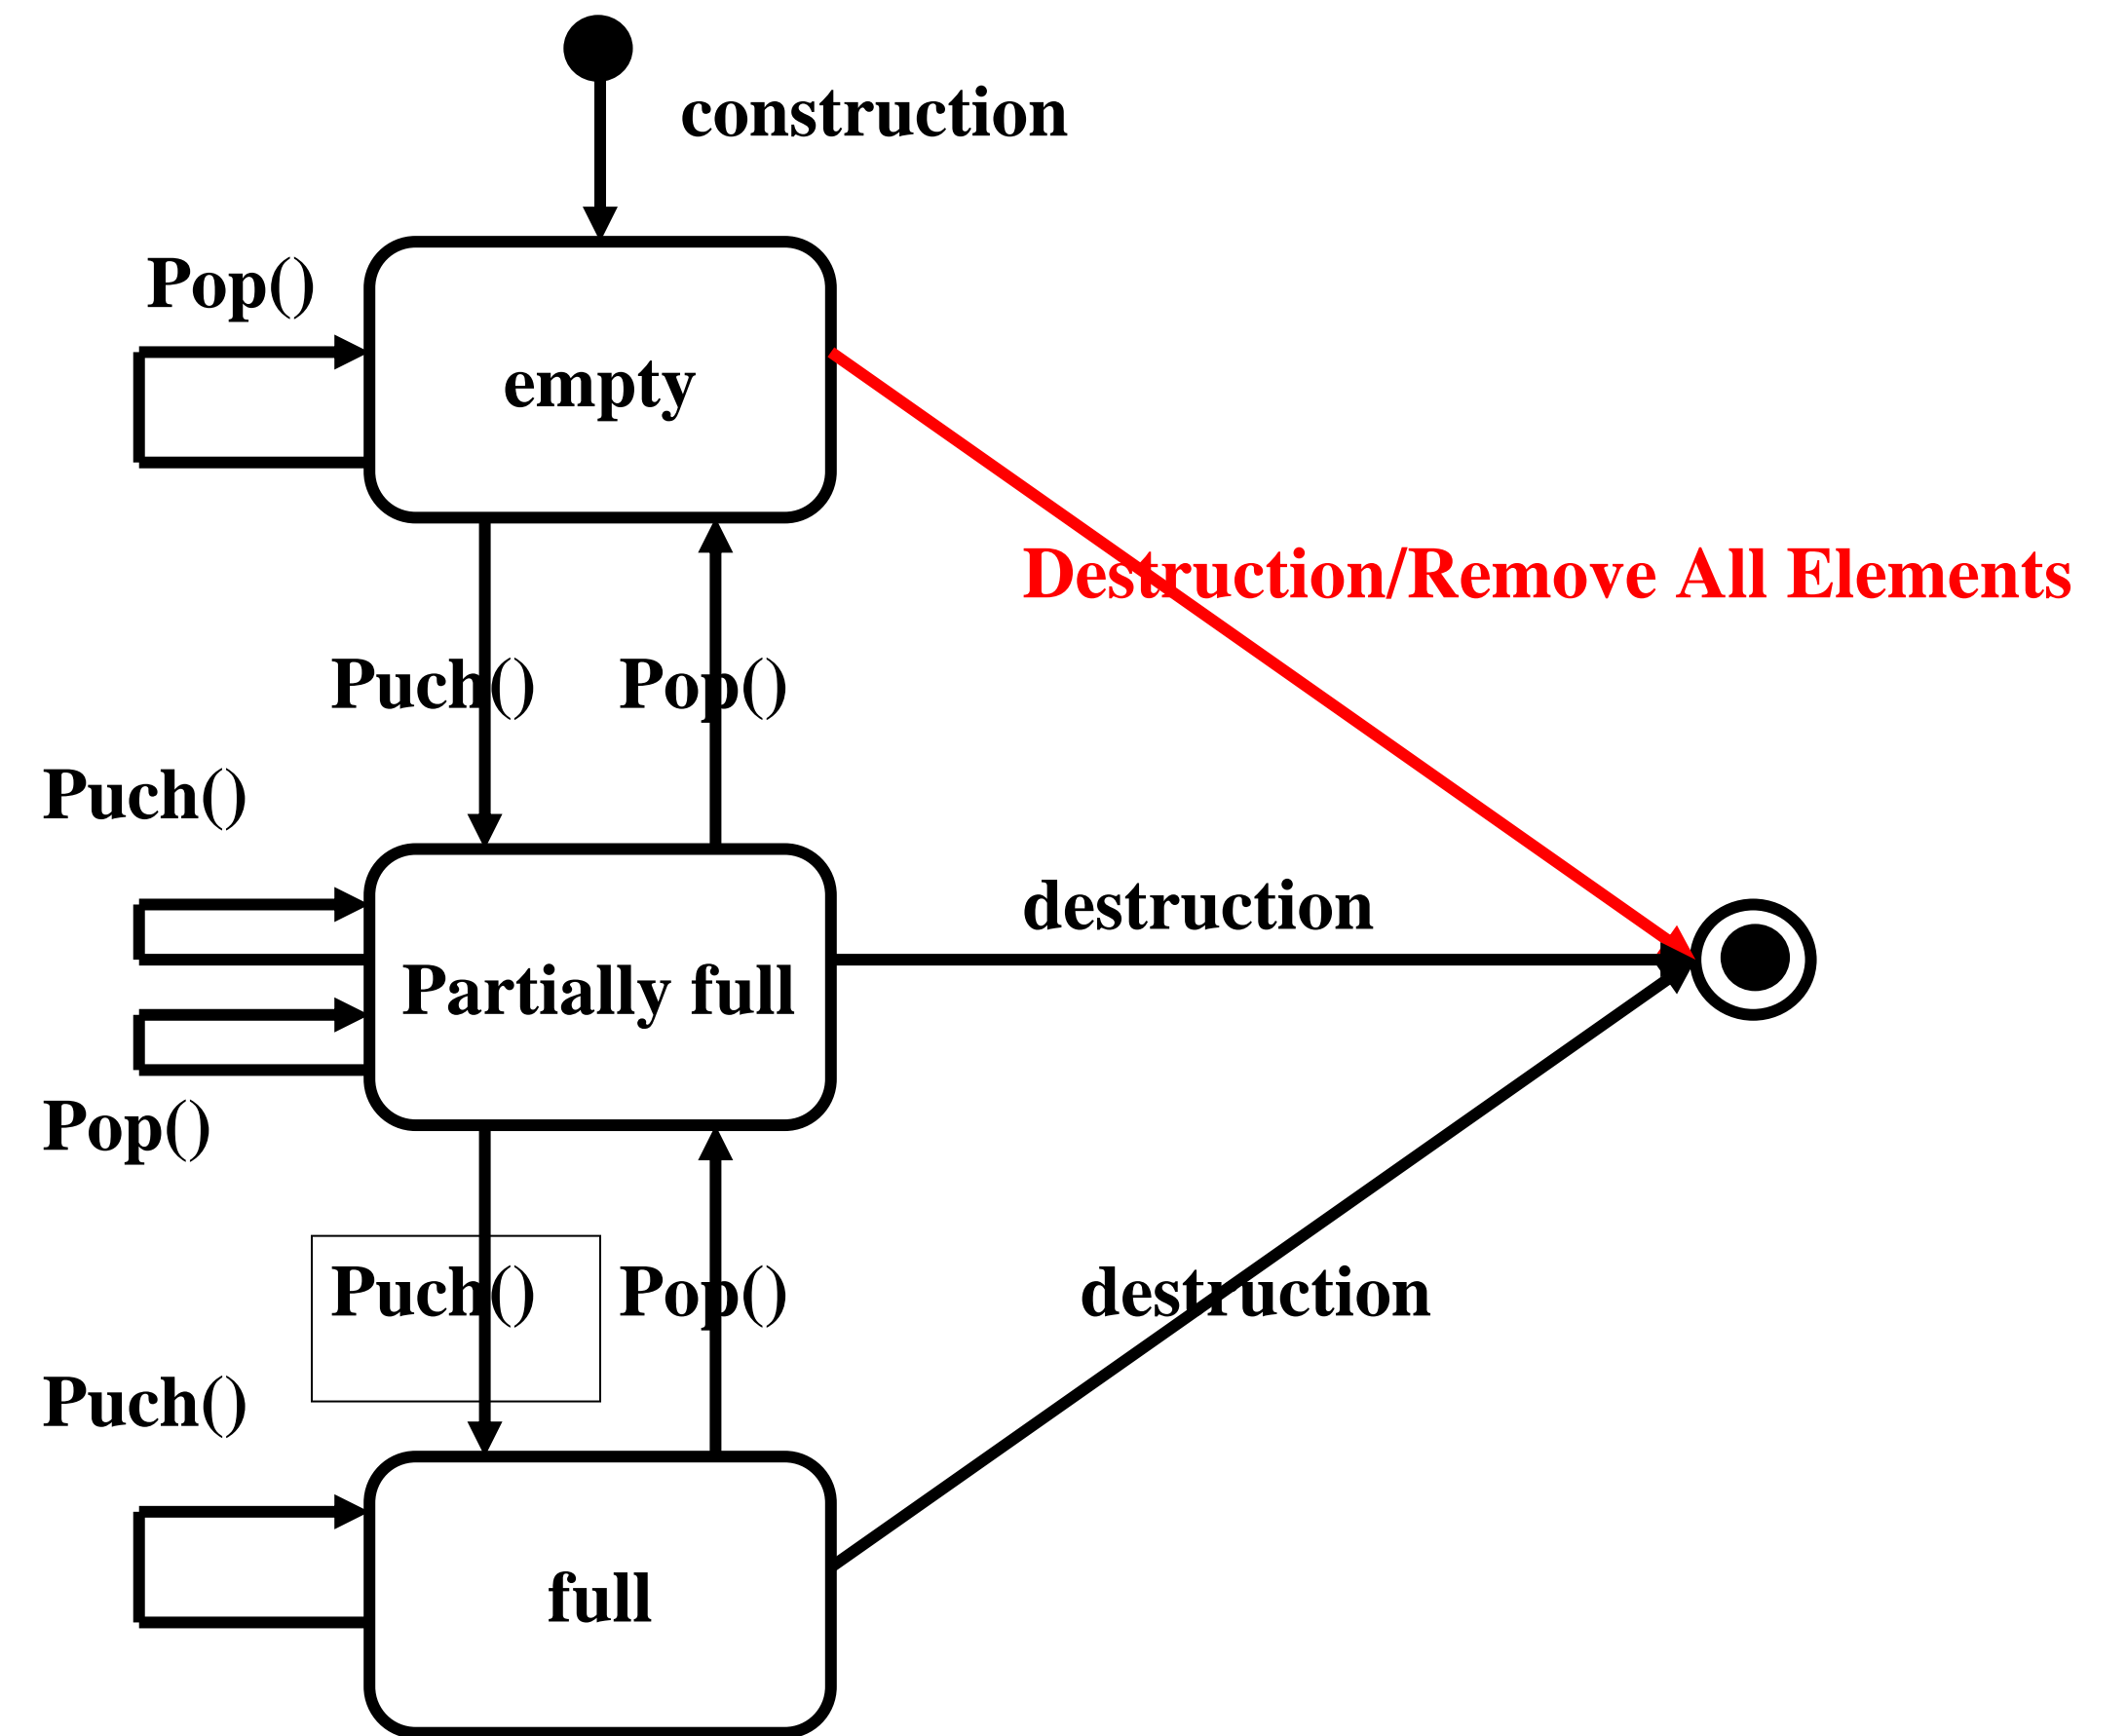 construction
Pop()
empty
Destruction/Remove All Elements
Puch() Pop()
Puch()
destruction
Partially full
Pop()
Puch() Pop()
destruction
Puch()
full